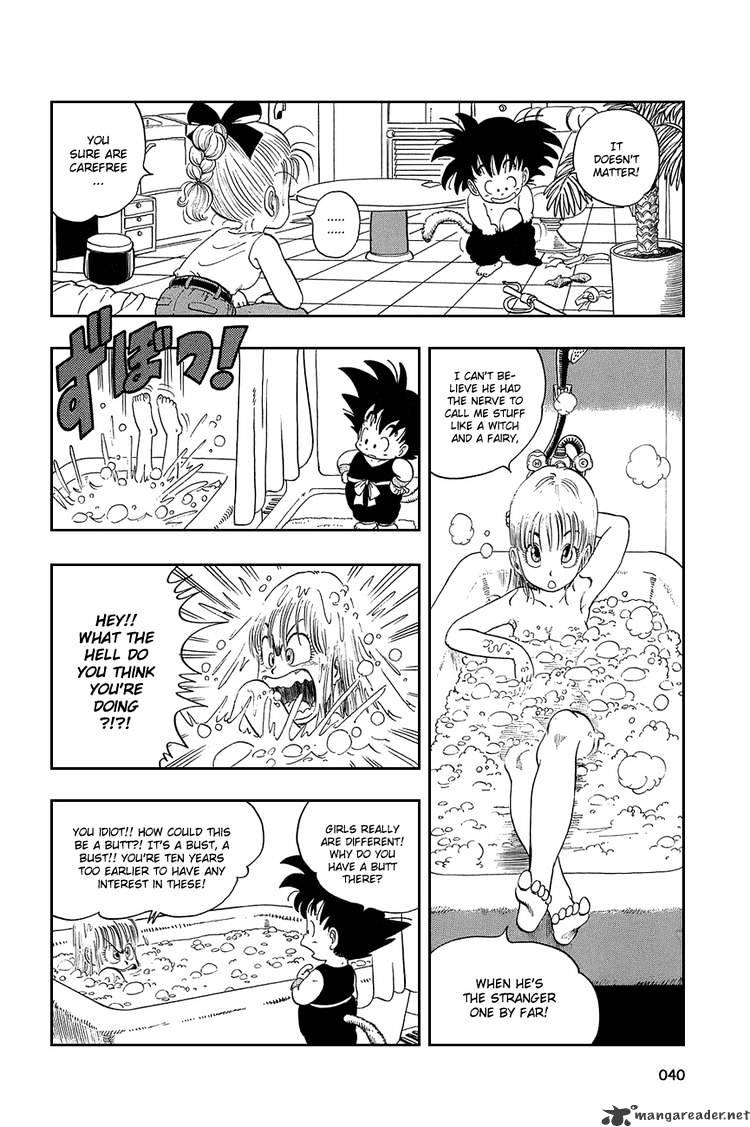 IT
DOESN'T
MATTER!
......
YOU
SURE ARE
CAREFREE
...
I CAN'T BE-
LIEVE HE HAD
THE NERVE TO
CALL ME STUFF
LIKE A WITCH
AND A FAIRY,
WHEN HE'S
THE STRANGER
ONE BY FAR!
ずぼっ!
HEY!!
WHAT THE
HELL DO
YOU THINK
YOU'RE
DOING
?!?!
GIRLS REALLY
ARE DIFFERENT!
WHY DO YOU
HAVE A BUTT
THERE?
YOU IDIOT!! HOW COULD THIS
BE A BUTT?! IT'S A BUST, A
BUST!! YOU'RE TEN YEARS
TOO EARLIER TO HAVE ANY
INTEREST IN THESE!
040
mangareader.net